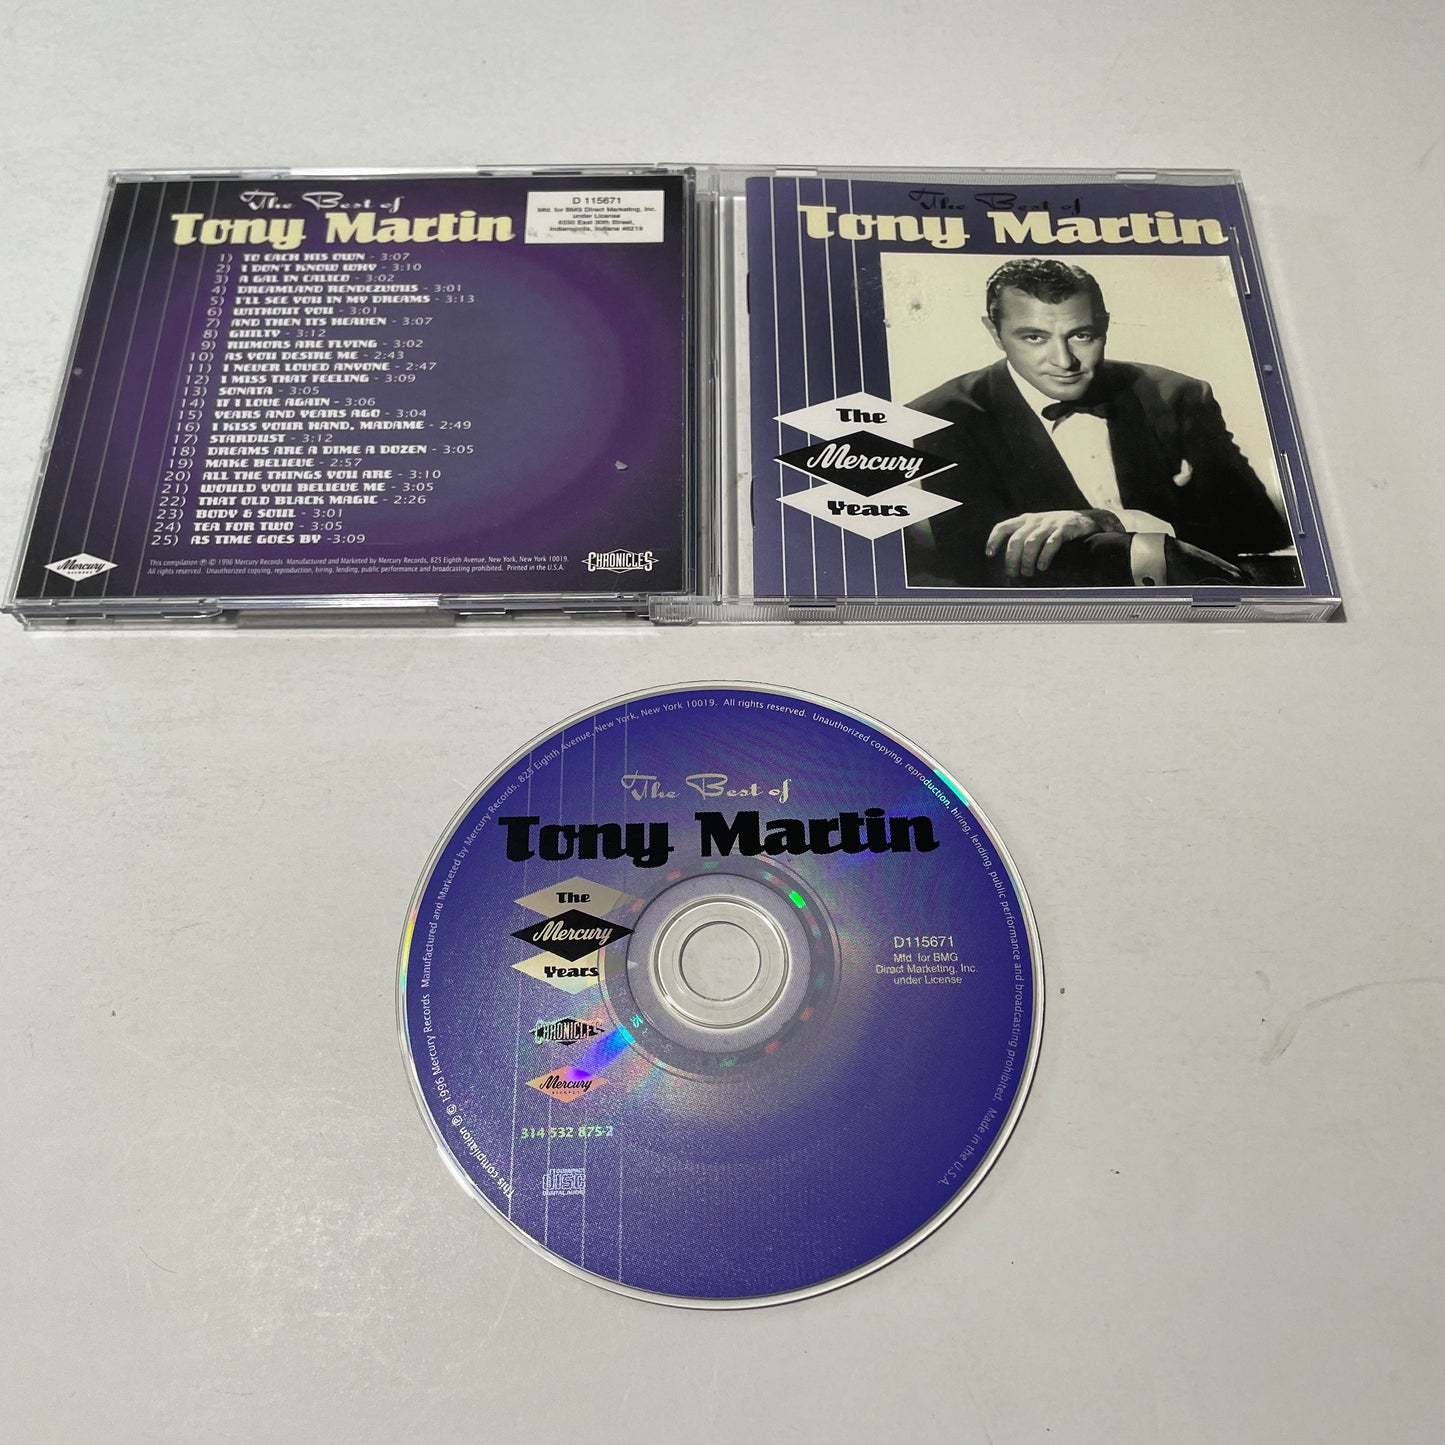 The Best of
Tony Martin
D 115671
Mfd. for BMG Direct Marketing, Inc.
under License
6550 East 30th Street,
Indianapolis, Indiana 46219
1) TO EACH HIS OWN - 3:07
2) I DON'T KNOW WHY - 3:10
3) A GAL IN CALICO - 3:02
4) DREAMLAND RENDEZVOUS - 3:01
5) I'LL SEE YOU IN MY DREAMS - 3:13
6) WITHOUT YOU - 3:01
7) AND THEN ITS HEAVEN - 3:07
8) GUILTY - 3:12
9) RUMORS ARE FLYING - 3:02
10) AS YOU DESIRE ME - 2:43
11) I NEVER LOVED ANYONE - 2:47
12) I MISS THAT FEELING - 3:09
13) SONATA - 3:05
14) IF I LOVE AGAIN - 3:06
15) YEARS AND YEARS AGO - 3:04
16) I KISS YOUR HAND, MADAME - 2:49
17) STARDUST - 3:12
18) DREAMS ARE A DIME A DOZEN - 3:05
19) MAKE BELIEVE - 2:57
20) ALL THE THINGS YOU ARE - 3:10
21) WOULD YOU BELIEVE ME - 3:05
22) THAT OLD BLACK MAGIC - 2:26
23) BODY & SOUL - 3:01
24) TEA FOR TWO - 3:05
25) AS TIME GOES BY -3:09
Mercury
RECORDS
This compilation ℗ © 1996 Mercury Records Manufactured and Marketed by Mercury Records, 825 Eighth Avenue, New York, New York 10019.
All rights reserved. Unauthorized copying, reproduction, hiring, lending, public performance and broadcasting prohibited. Printed in the U.S.A.
CHRONICLES
The Best of
Tony Martin
The
Mercury
Years
This compilation ℗ © 1996 Mercury Records Manufactured and Marketed by Mercury Records, 825 Eighth Avenue, New York, New York 10019. All rights reserved. Unauthorized copying, reproduction, hiring, lending, public performance and broadcasting prohibited. Made in the U.S.A.
The Best of
Tony Martin
The
Mercury
Years
D115671
Mfd. for BMG
Direct Marketing, Inc.
under License
CHRONICLES
Mercury
RECORDS
314 532 875-2
COMPACT
DISC
DIGITAL AUDIO